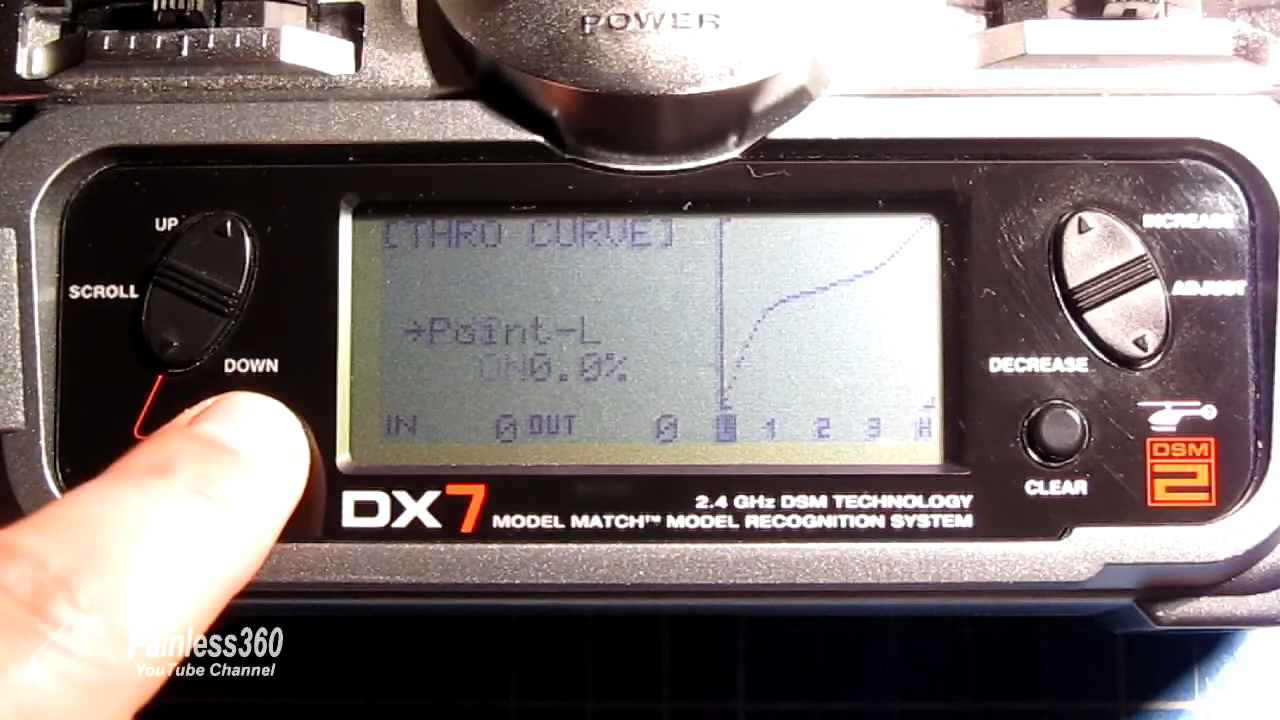 POWER
UP
INCREASE
SCROLL
ADJUST
DOWN
DECREASE
[THRO CURVE]
→Point-L
0.0%
IN 0 OUT 0 L 1 2 3 H
CLEAR
DSM
2
DX7
2.4 GHz DSM TECHNOLOGY
MODEL MATCH™ MODEL RECOGNITION SYSTEM
Painless360
YouTube Channel